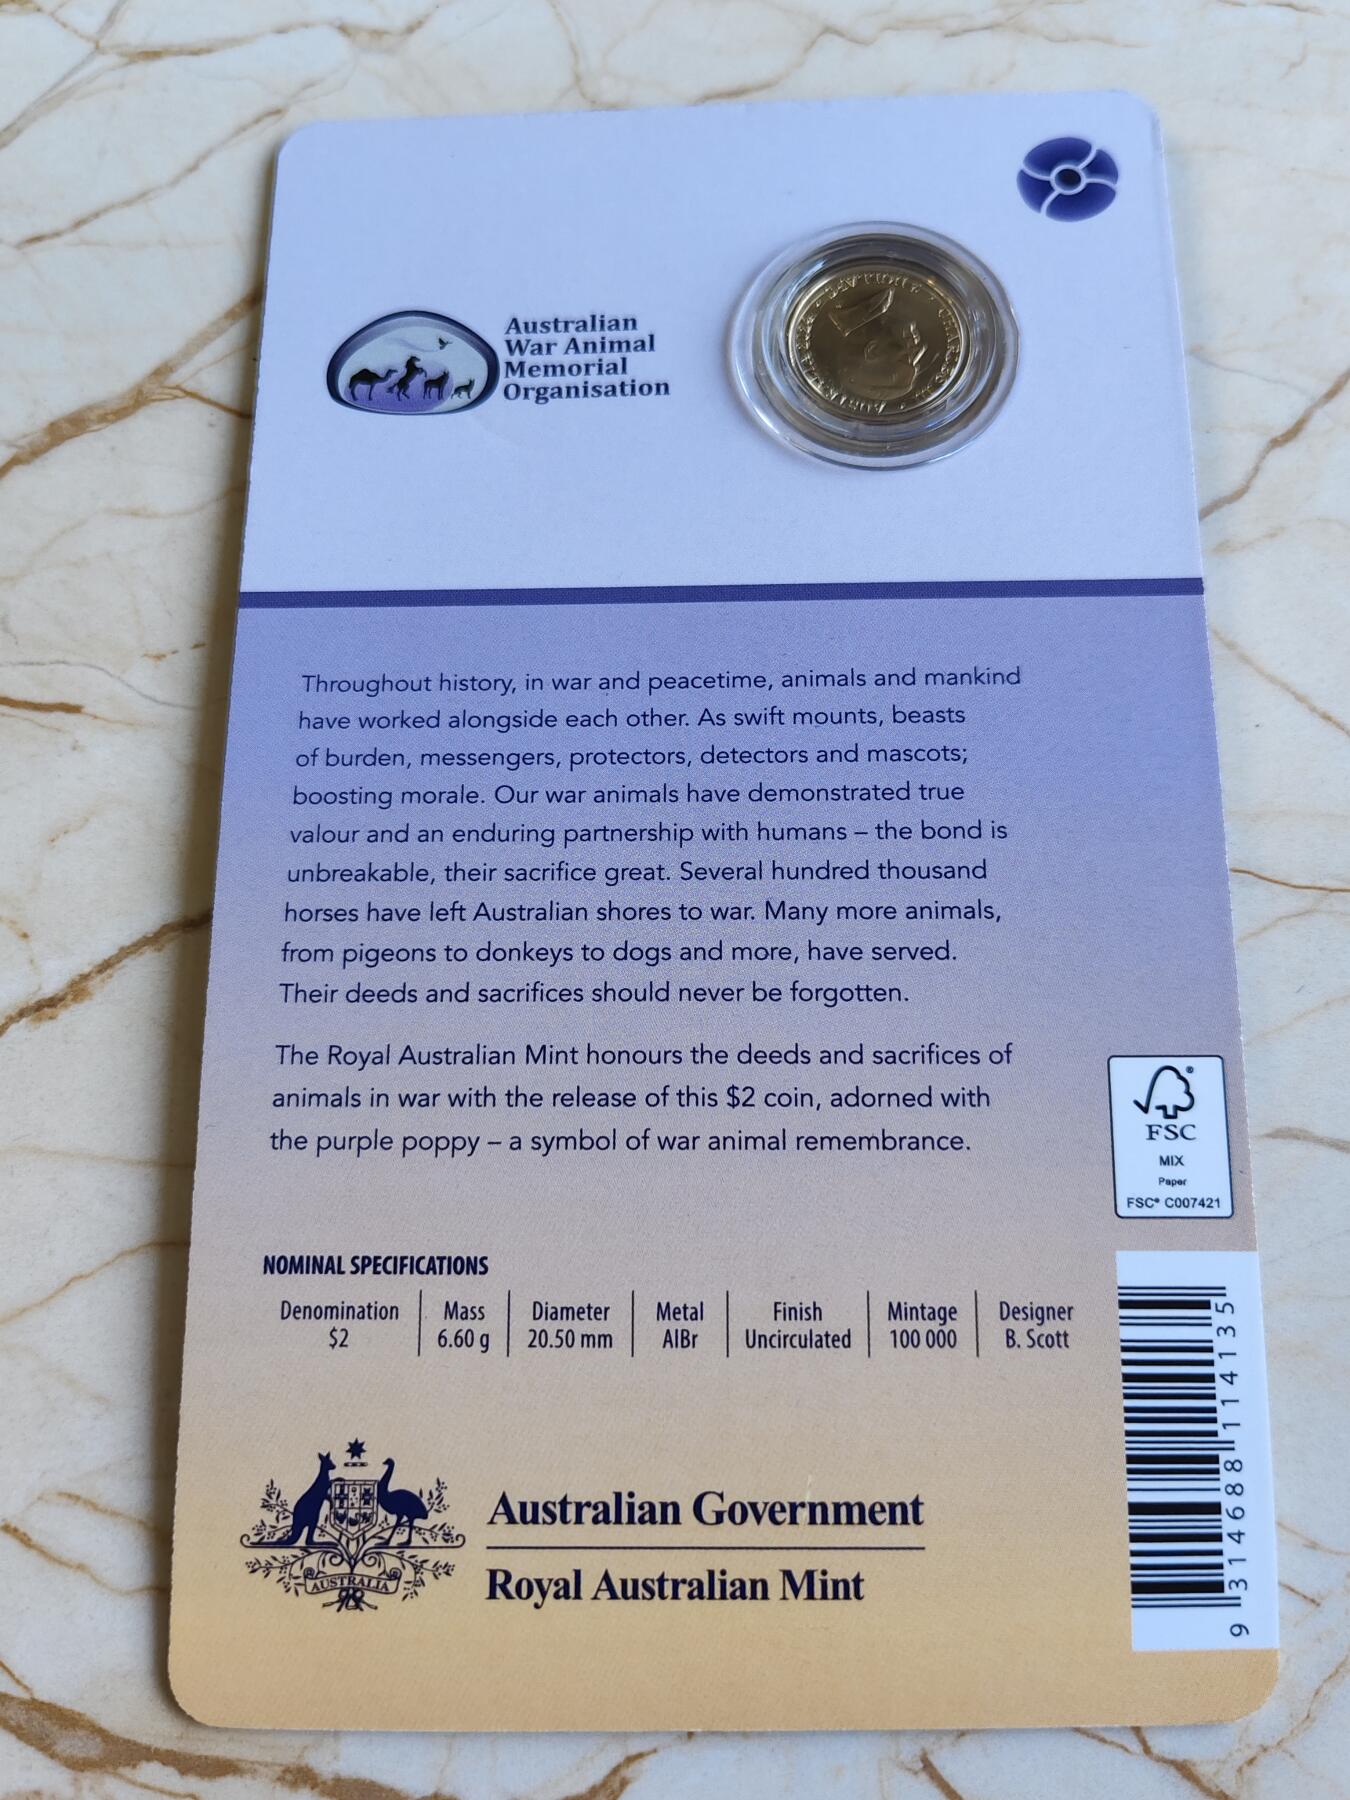 Australian
War Animal
Memorial
Organisation
Throughout history, in war and peacetime, animals and mankind
have worked alongside each other. As swift mounts, beasts
of burden, messengers, protectors, detectors and mascots;
boosting morale. Our war animals have demonstrated true
valour and an enduring partnership with humans – the bond is
unbreakable, their sacrifice great. Several hundred thousand
horses have left Australian shores to war. Many more animals,
from pigeons to donkeys to dogs and more, have served.
Their deeds and sacrifices should never be forgotten.
The Royal Australian Mint honours the deeds and sacrifices of
animals in war with the release of this $2 coin, adorned with
the purple poppy – a symbol of war animal remembrance.
FSC
MIX
Paper
FSC® C007421
NOMINAL SPECIFICATIONS
Denomination Mass Diameter Metal Finish Mintage Designer
$2 6.60 g 20.50 mm AlBr Uncirculated 100 000 B. Scott
9 314688 114135
AUSTRALIA
Australian Government
Royal Australian Mint